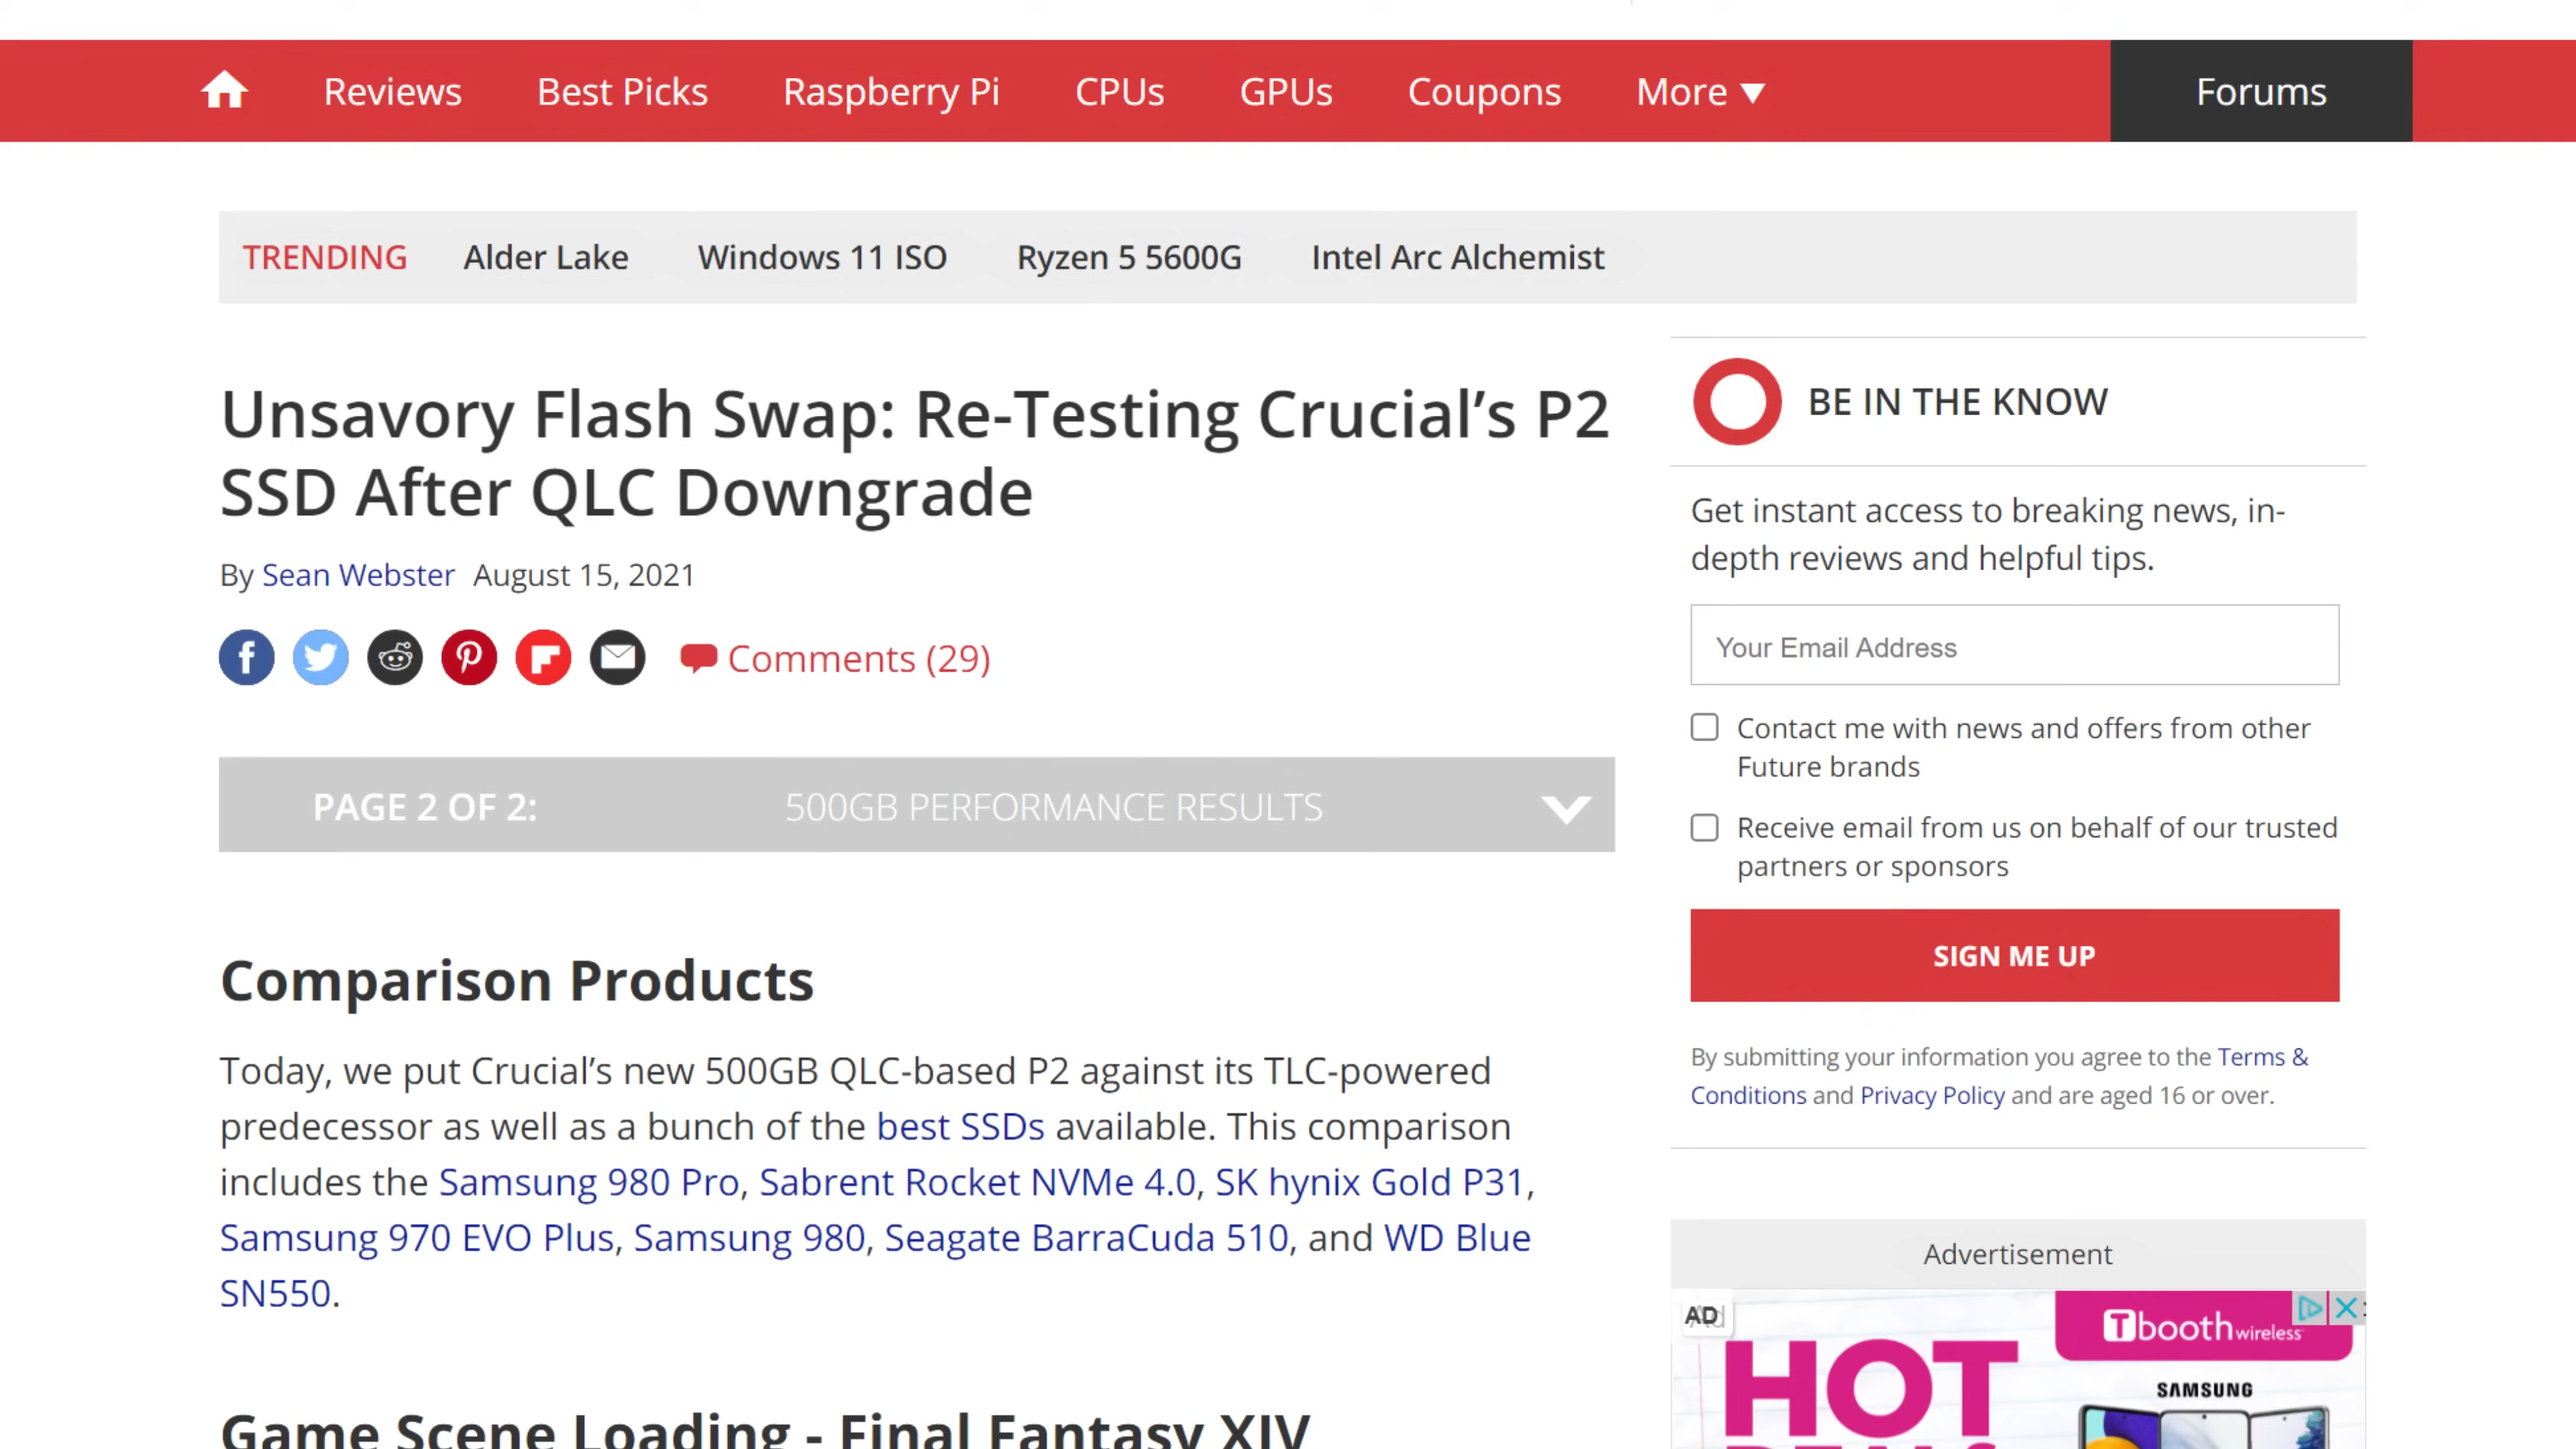 Reviews Best Picks Raspberry Pi CPUs GPUs Coupons More Forums
TRENDING Alder Lake Windows 11 ISO Ryzen 5 5600G Intel Arc Alchemist
Unsavory Flash Swap: Re-Testing Crucial’s P2
SSD After QLC Downgrade
By Sean Webster August 15, 2021
Comments (29)
PAGE 2 OF 2: 500GB PERFORMANCE RESULTS
Comparison Products
Today, we put Crucial’s new 500GB QLC-based P2 against its TLC-powered
predecessor as well as a bunch of the best SSDs available. This comparison
includes the Samsung 980 Pro, Sabrent Rocket NVMe 4.0, SK hynix Gold P31,
Samsung 970 EVO Plus, Samsung 980, Seagate BarraCuda 510, and WD Blue
SN550.
Game Scene Loading - Final Fantasy XIV
BE IN THE KNOW
Get instant access to breaking news, in-
depth reviews and helpful tips.
Your Email Address
Contact me with news and offers from other
Future brands
Receive email from us on behalf of our trusted
partners or sponsors
SIGN ME UP
By submitting your information you agree to the Terms &
Conditions and Privacy Policy and are aged 16 or over.
Advertisement
AD
Tbooth wireless
HOT
DEALS
SAMSUNG